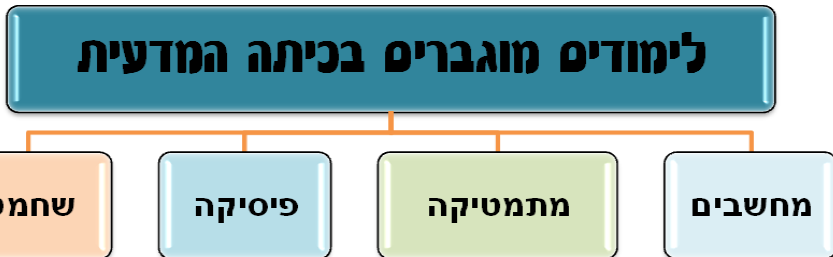 לימודים מוגברים בכיתה המדעית
מחשבים
מתמטיקה
פיסיקה